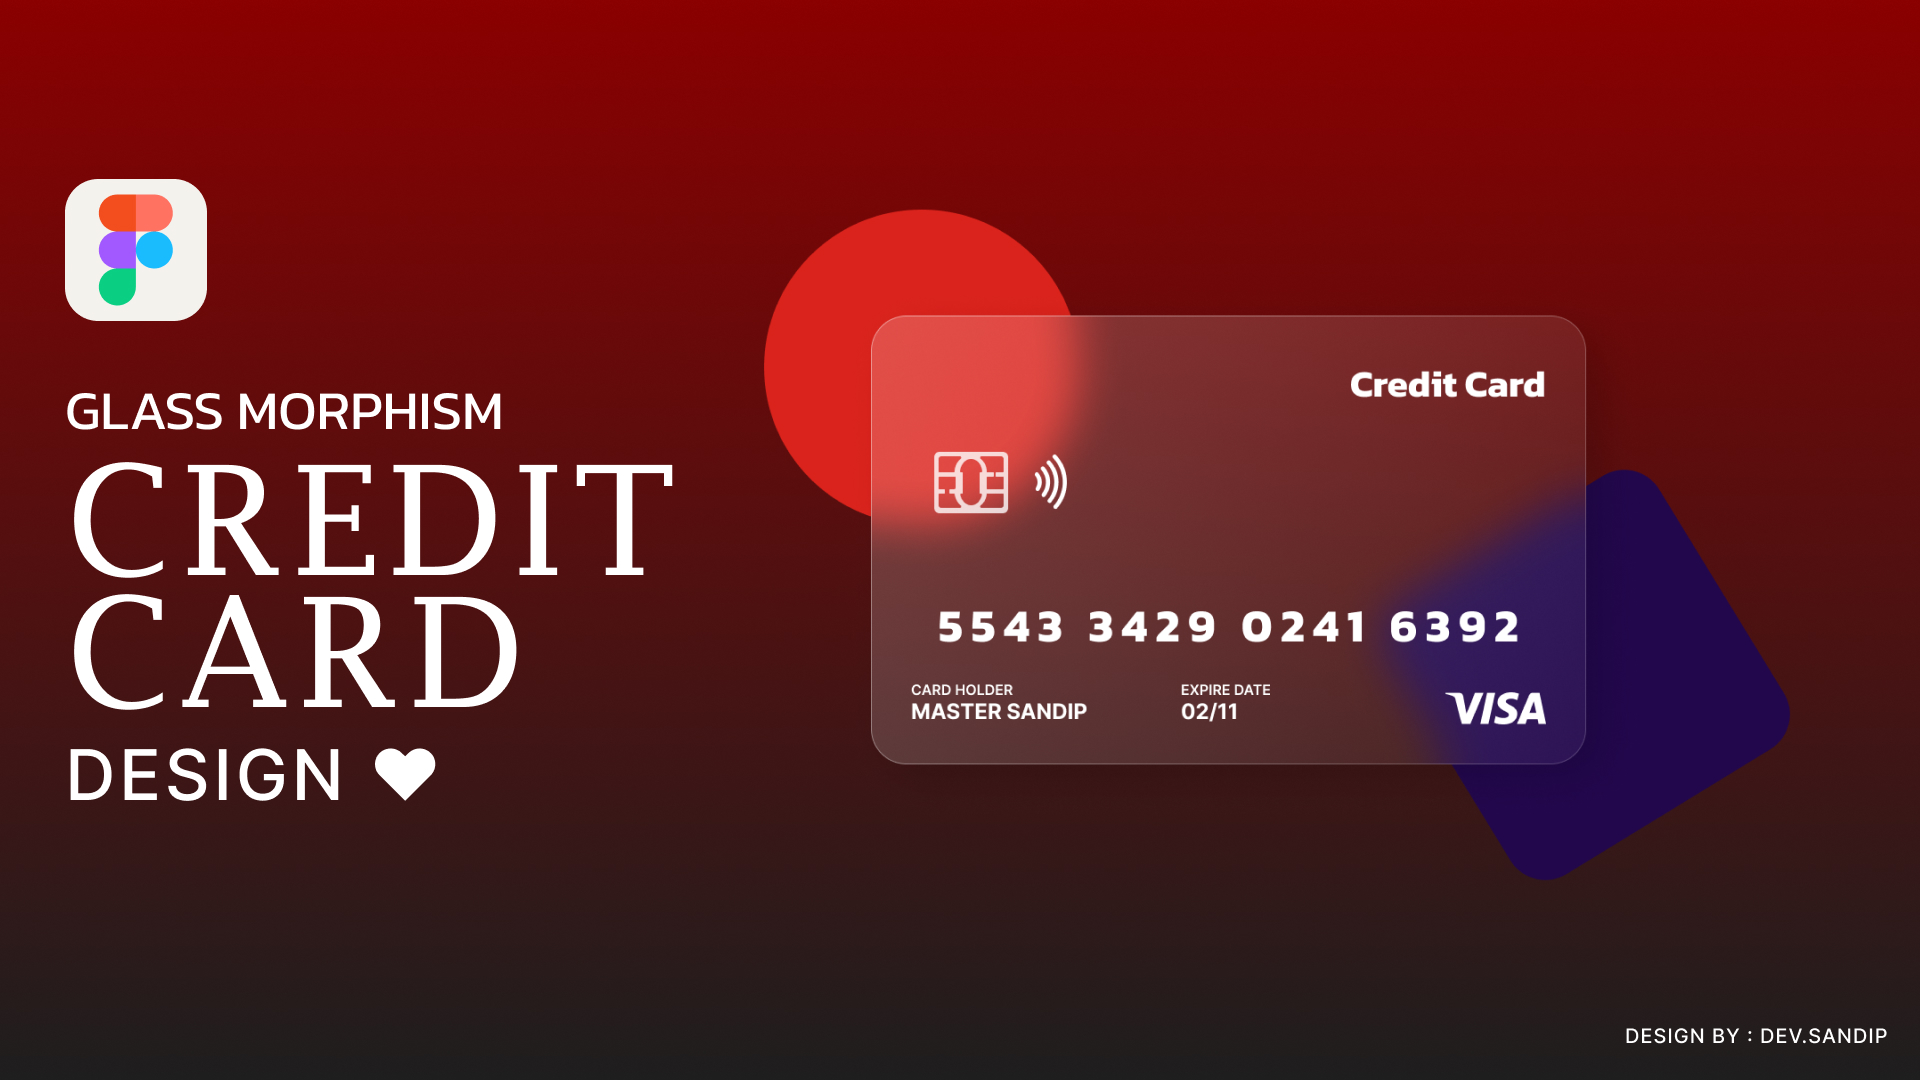 GLASS MORPHISM
CREDIT
CARD
DESIGN
Credit Card
5543 3429 0241 6392
CARD HOLDER
MASTER SANDIP
EXPIRE DATE
02/11
VISA
DESIGN BY : DEV.SANDIP